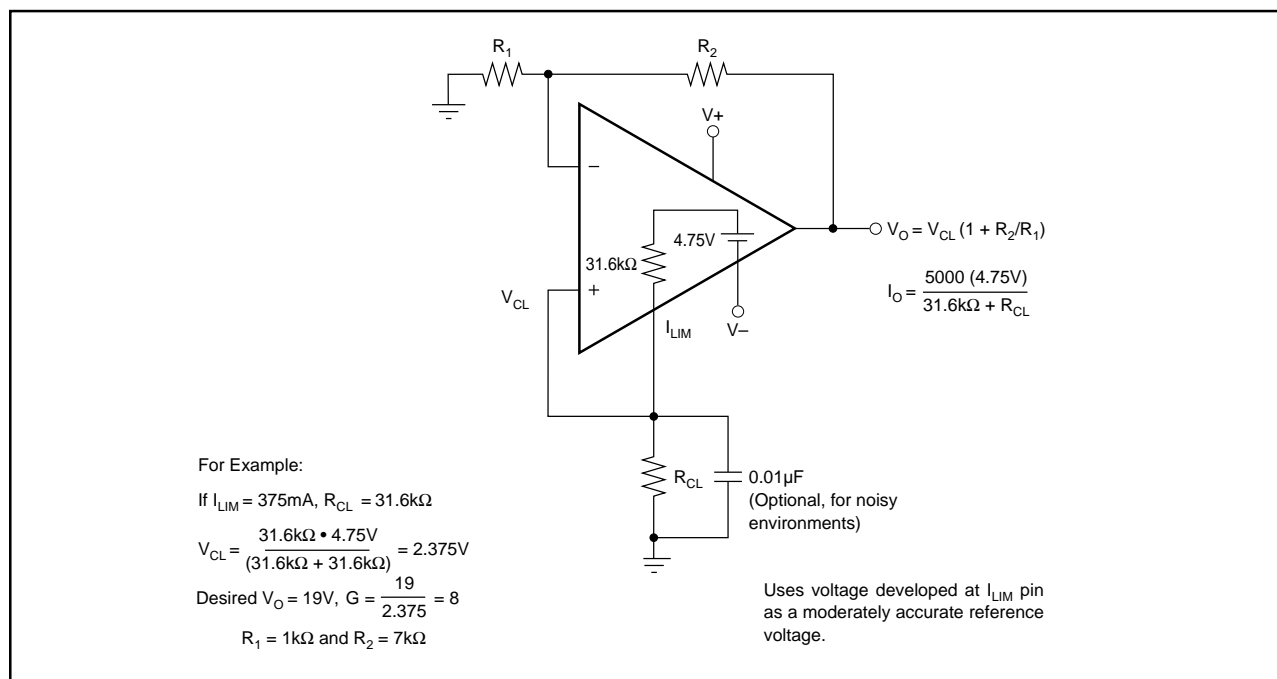 R1
R2
V+
–
4.75V
31.6kΩ
VO = VCL (1 + R2/R1)
IO = 5000 (4.75V)
31.6kΩ + RCL
VCL
+
ILIM
V–
For Example:
If ILIM = 375mA, RCL = 31.6kΩ
VCL = 31.6kΩ • 4.75V
(31.6kΩ + 31.6kΩ) = 2.375V
Desired VO = 19V, G = 19
2.375 = 8
R1 = 1kΩ and R2 = 7kΩ
RCL
0.01µF
(Optional, for noisy
environments)
Uses voltage developed at ILIM pin
as a moderately accurate reference
voltage.